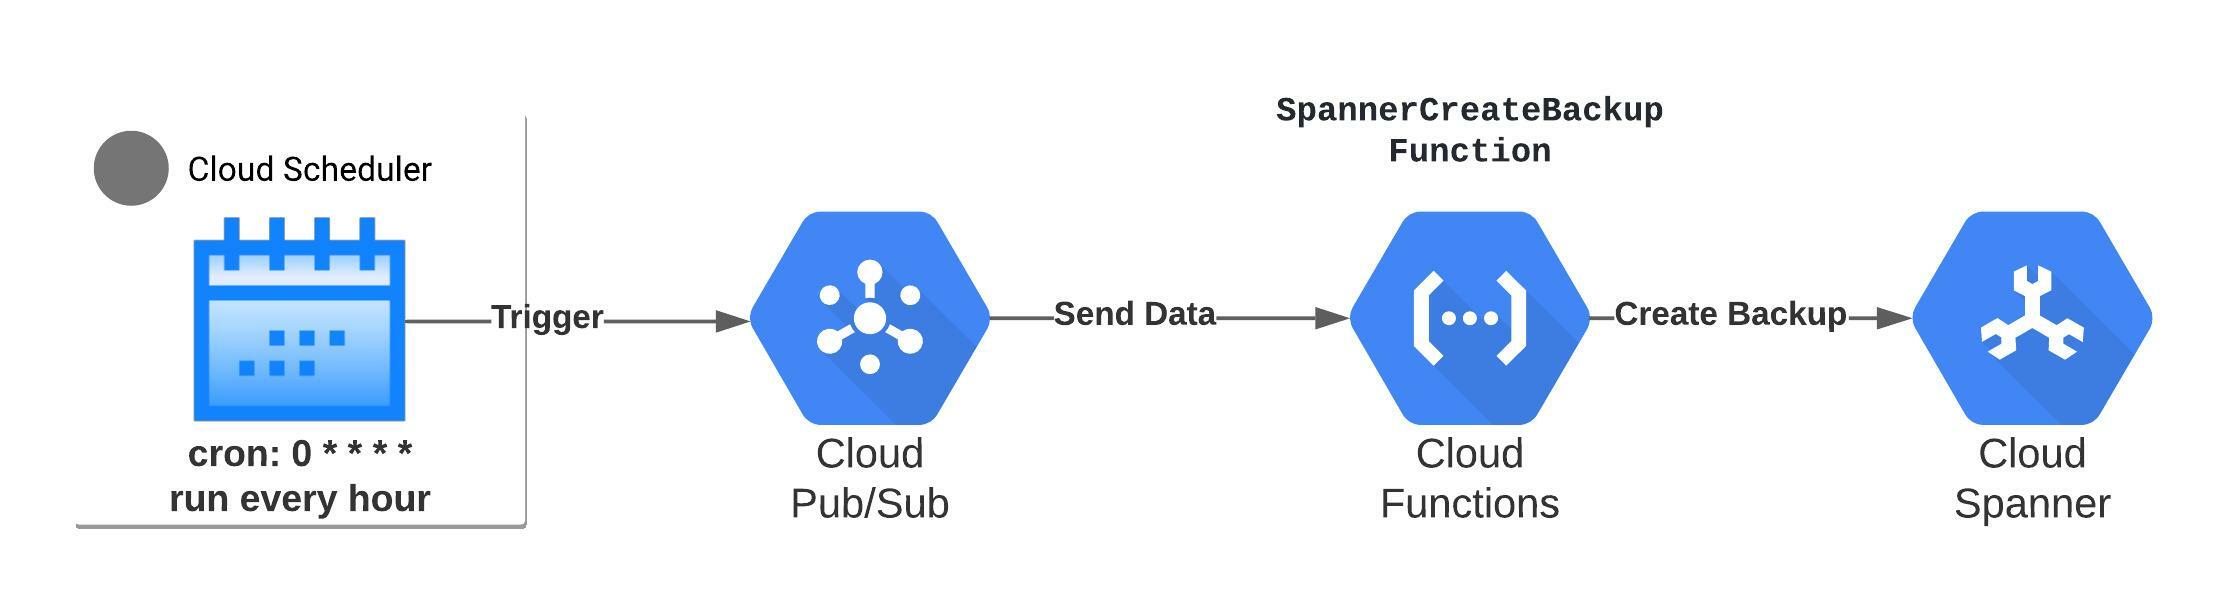 SpannerCreateBackup
Function
Cloud Scheduler
Trigger
Send Data
Create Backup
cron: 0 * * * *
run every hour
Cloud
Pub/Sub
Cloud
Functions
Cloud
Spanner